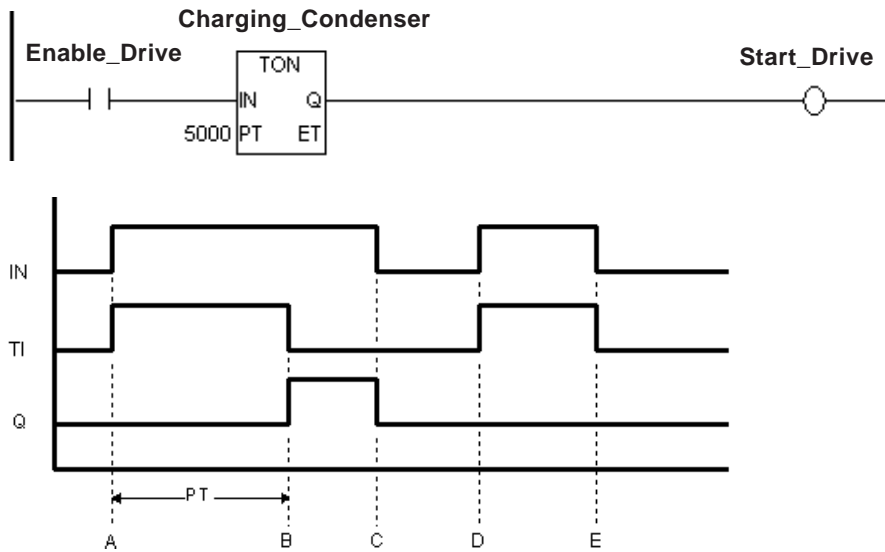 Charging_Condenser
Enable_Drive
Start_Drive
TON
IN Q
5000 PT ET
IN
TI
Q
PT
A B C D E